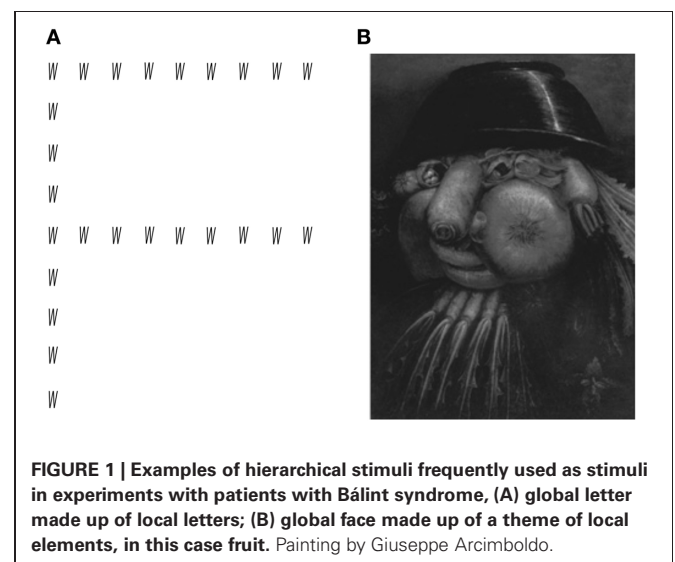 A
B
W W W W W W W W W
W
W
W
W W W W W W W W W
W
W
W
W
FIGURE 1 | Examples of hierarchical stimuli frequently used as stimuli
in experiments with patients with Bálint syndrome, (A) global letter
made up of local letters; (B) global face made up of a theme of local
elements, in this case fruit. Painting by Giuseppe Arcimboldo.